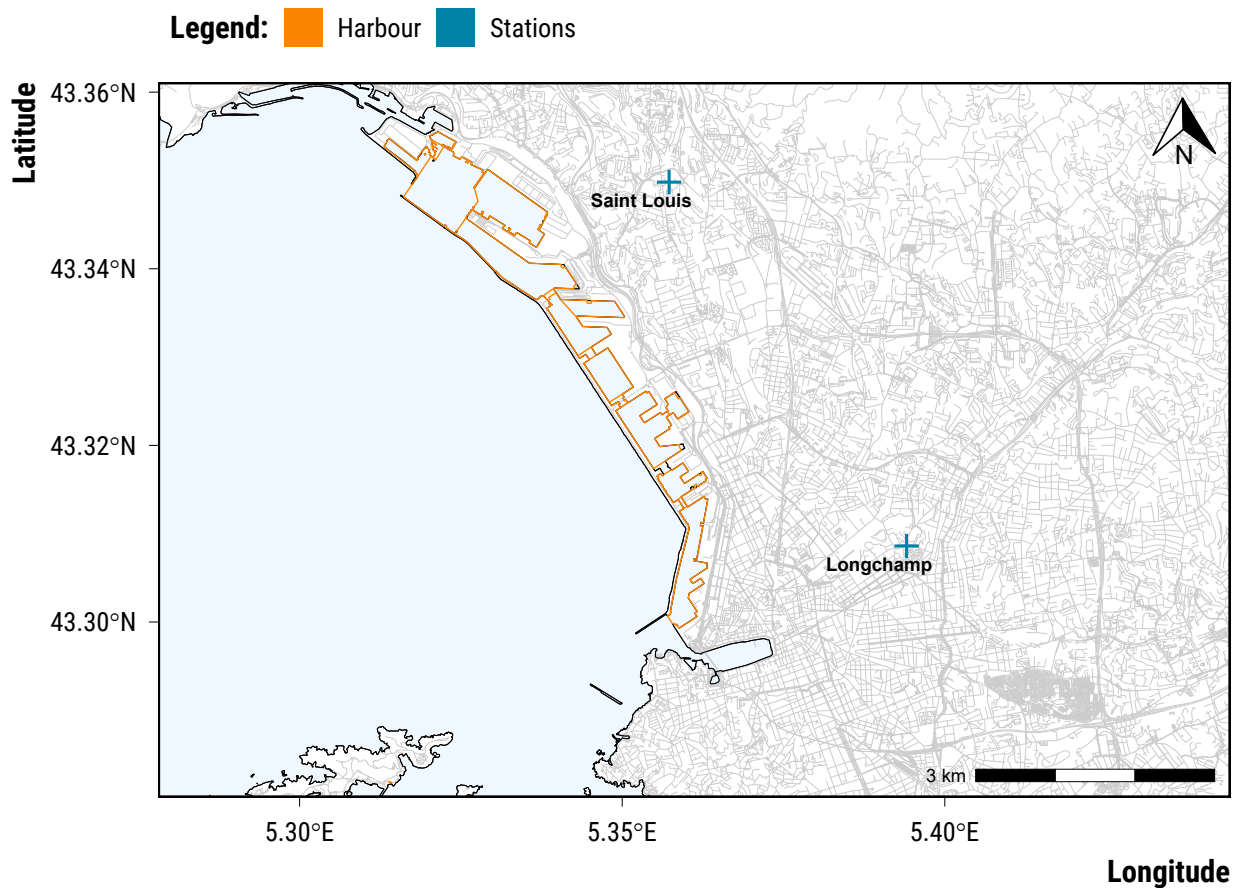 Legend: Harbour Stations
Latitude
43.36°N
43.34°N
43.32°N
43.30°N
N
Saint Louis
Longchamp
3 km
5.30°E 5.35°E 5.40°E
Longitude